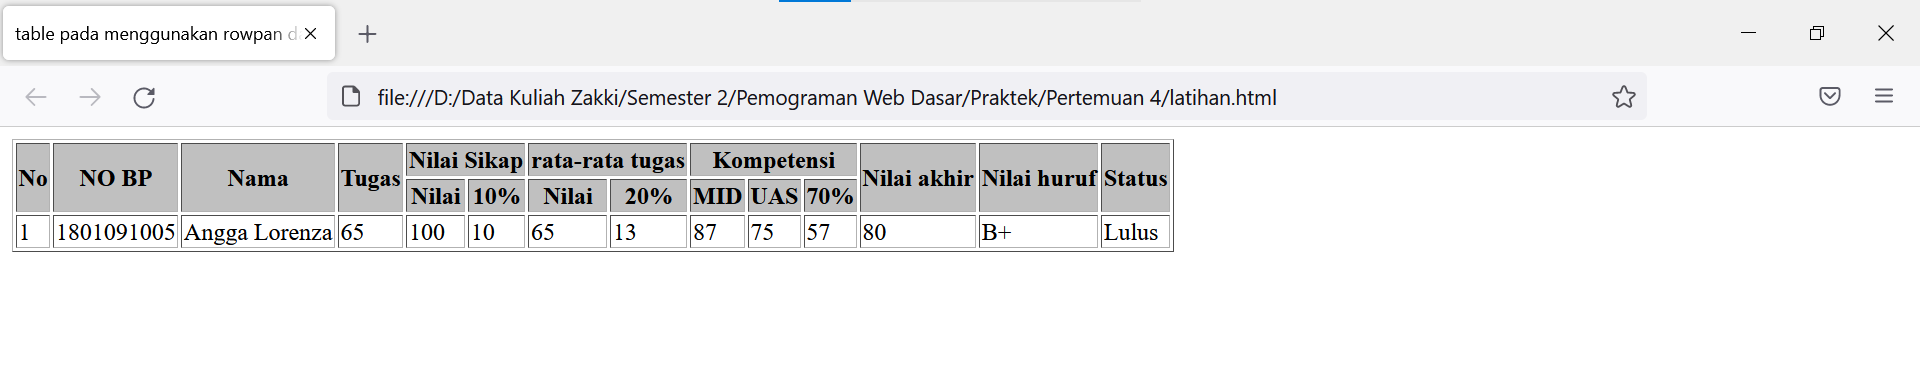 table pada menggunakan rowpan
file:///D:/Data Kuliah Zakki/Semester 2/Pemograman Web Dasar/Praktek/Pertemuan 4/latihan.html
No NO BP Nama Tugas Nilai Sikap rata-rata tugas Kompetensi Nilai akhir Nilai huruf Status
Nilai 10% Nilai 20% MID UAS 70%
1 1801091005 Angga Lorenza 65 100 10 65 13 87 75 57 80 B+ Lulus